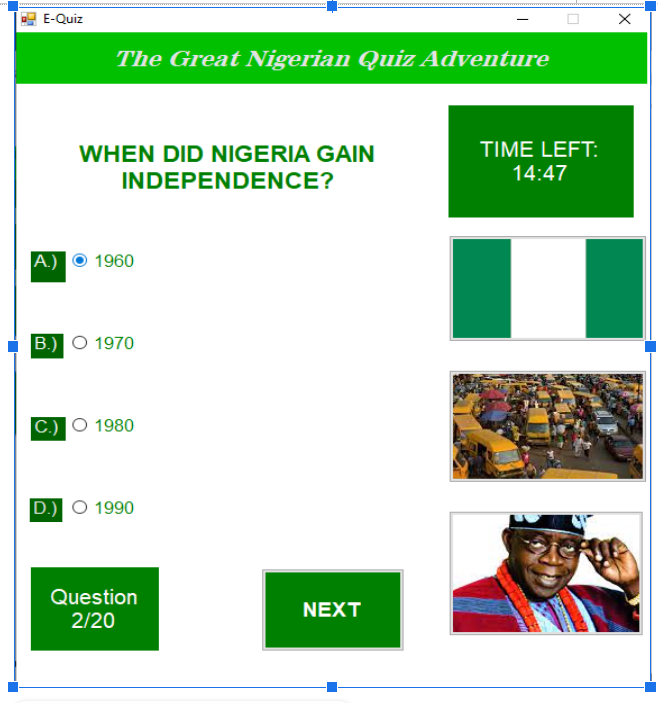 E-Quiz
The Great Nigerian Quiz Adventure
WHEN DID NIGERIA GAIN
INDEPENDENCE?
TIME LEFT:
14:47
A.) 1960
B.) 1970
C.) 1980
D.) 1990
Question
2/20
NEXT